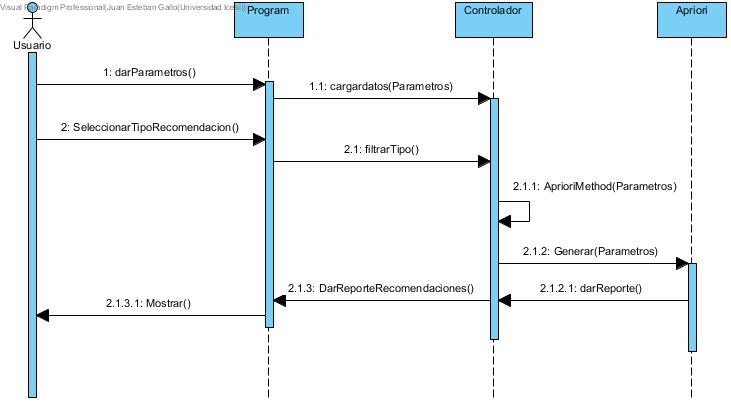 Visual Paradigm Professional(Juan Esteban Gallo(Universidad Icesi))
Program
Controlador
Apriori
Usuario
1: darParametros()
1.1: cargardatos(Parametros)
2: SeleccionarTipoRecomendacion()
2.1: filtrarTipo()
2.1.1: AprioriMethod(Parametros)
2.1.2: Generar(Parametros)
2.1.3: DarReporteRecomendaciones()
2.1.2.1: darReporte()
2.1.3.1: Mostrar()